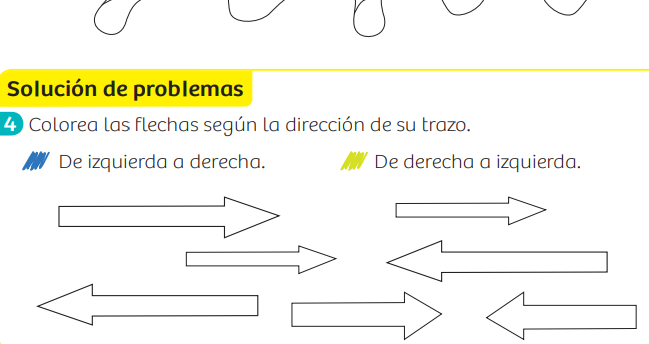 Solución de problemas
4 Colorea las flechas según la dirección de su trazo.
De izquierda a derecha. De derecha a izquierda.